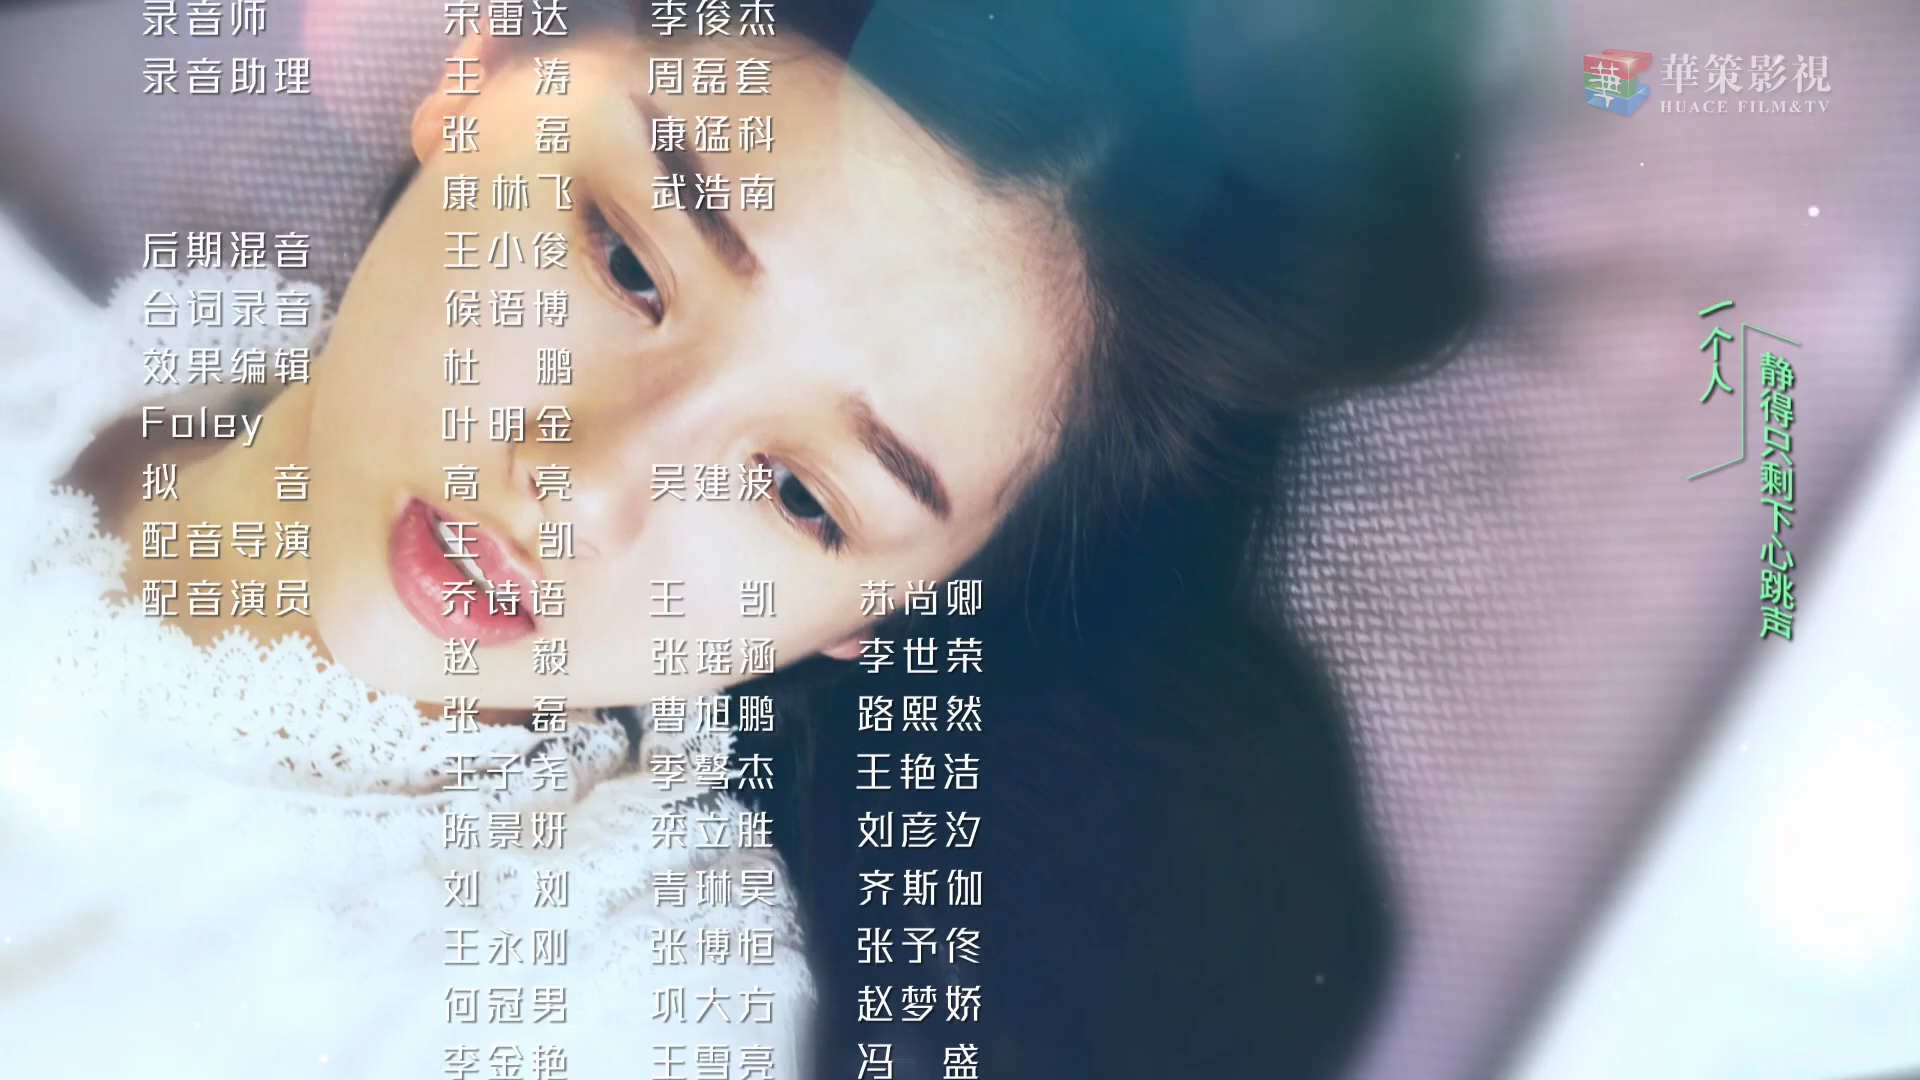 录音师 宋雷达 李俊杰
录音助理 王涛 周磊套
张磊 康猛科
康林飞 武浩南
后期混音 王小俊
台词录音 候语博
效果编辑 杜鹏
Foley 叶明金
拟音 高亮 吴建波
配音导演 王凯
配音演员 乔诗语 王凯 苏尚卿
赵毅 张瑶涵 李世荣
张磊 曹旭鹏 路熙然
王子尧 季骜杰 王艳洁
陈景妍 栾立胜 刘彦汐
刘浏 青琳昊 齐斯伽
王永刚 张博恒 张予佟
何冠男 巩大方 赵梦娇
李金艳 王雪亮 冯盛
華策影視
HUACE FILM&TV
一个人
静得只剩下心跳声